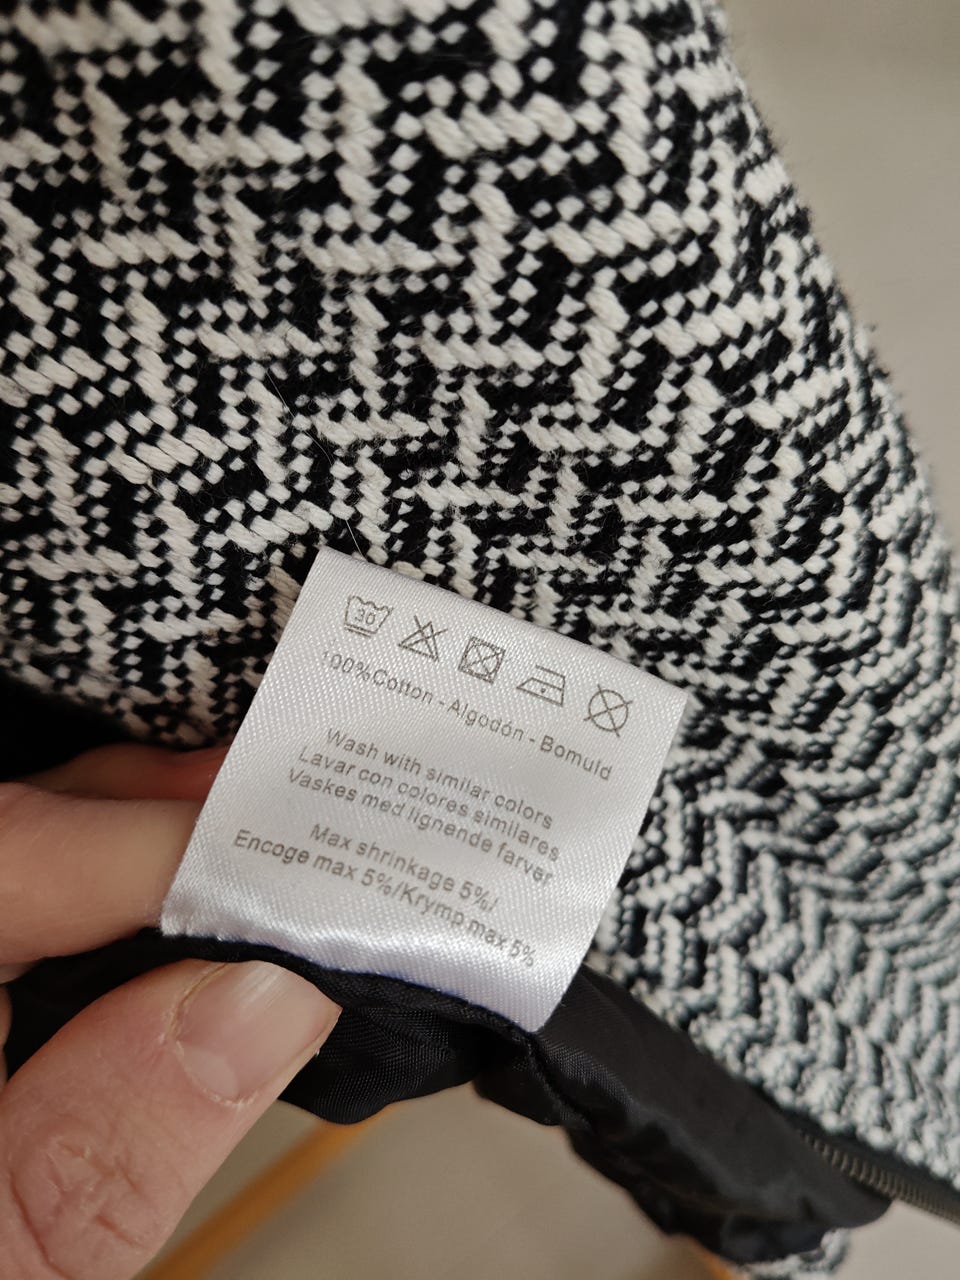 30
100%Cotton - Algodón - Bomuld
Wash with similar colors
Lavar con colores similares
Vaskes med lignende farver
Max shrinkage 5%/
Encoge max 5%/Krymp max 5%